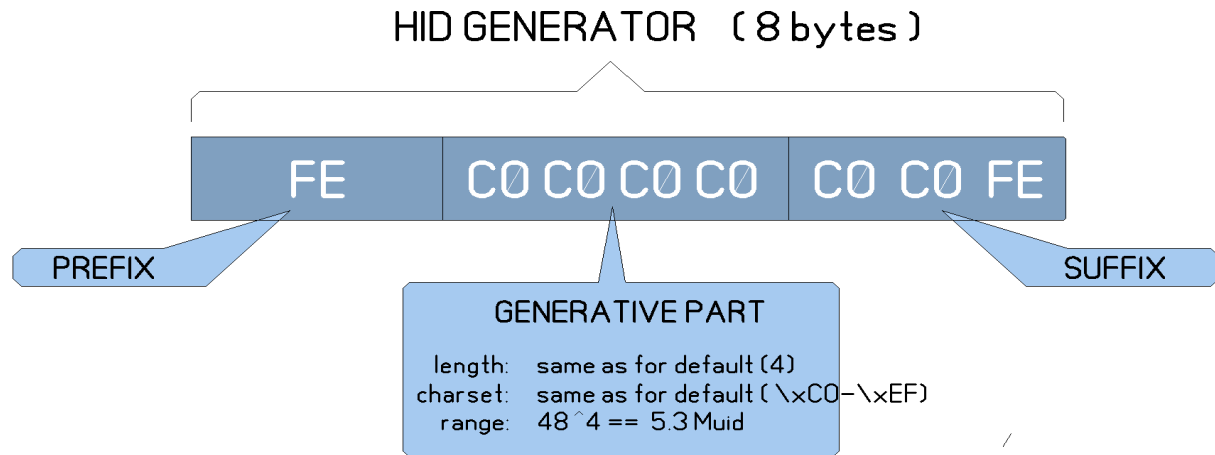 HID GENERATOR (8 bytes)
FE C0 C0 C0 C0 C0 C0 FE
PREFIX
SUFFIX
GENERATIVE PART
length: same as for default (4)
charset: same as for default (\xC0-\xEF)
range: 48^4 == 5.3 Muid